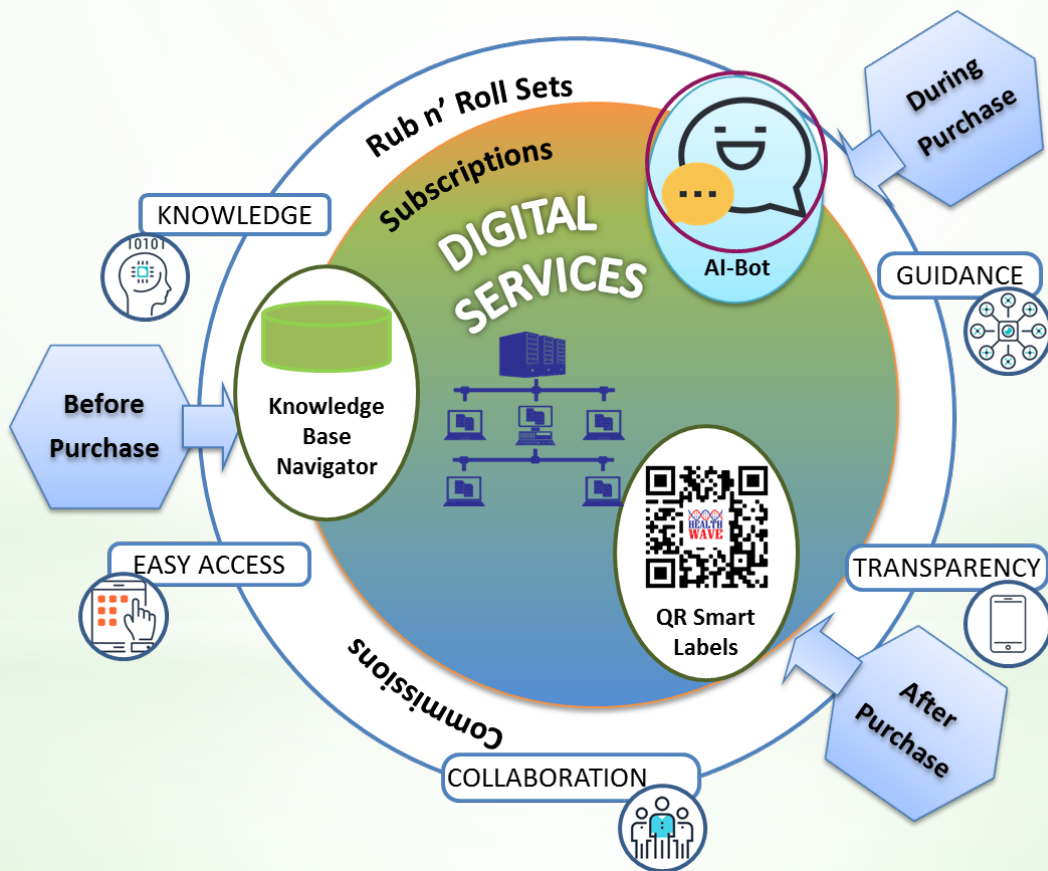 Rub n' Roll Sets
Subscriptions
DIGITAL
SERVICES
...
AI-Bot
During
Purchase
KNOWLEDGE
10101
GUIDANCE
Before
Purchase
Knowledge
Base
Navigator
HEALTH
WAVE
QR Smart
Labels
EASY ACCESS
TRANSPARENCY
Commissions
After
Purchase
COLLABORATION